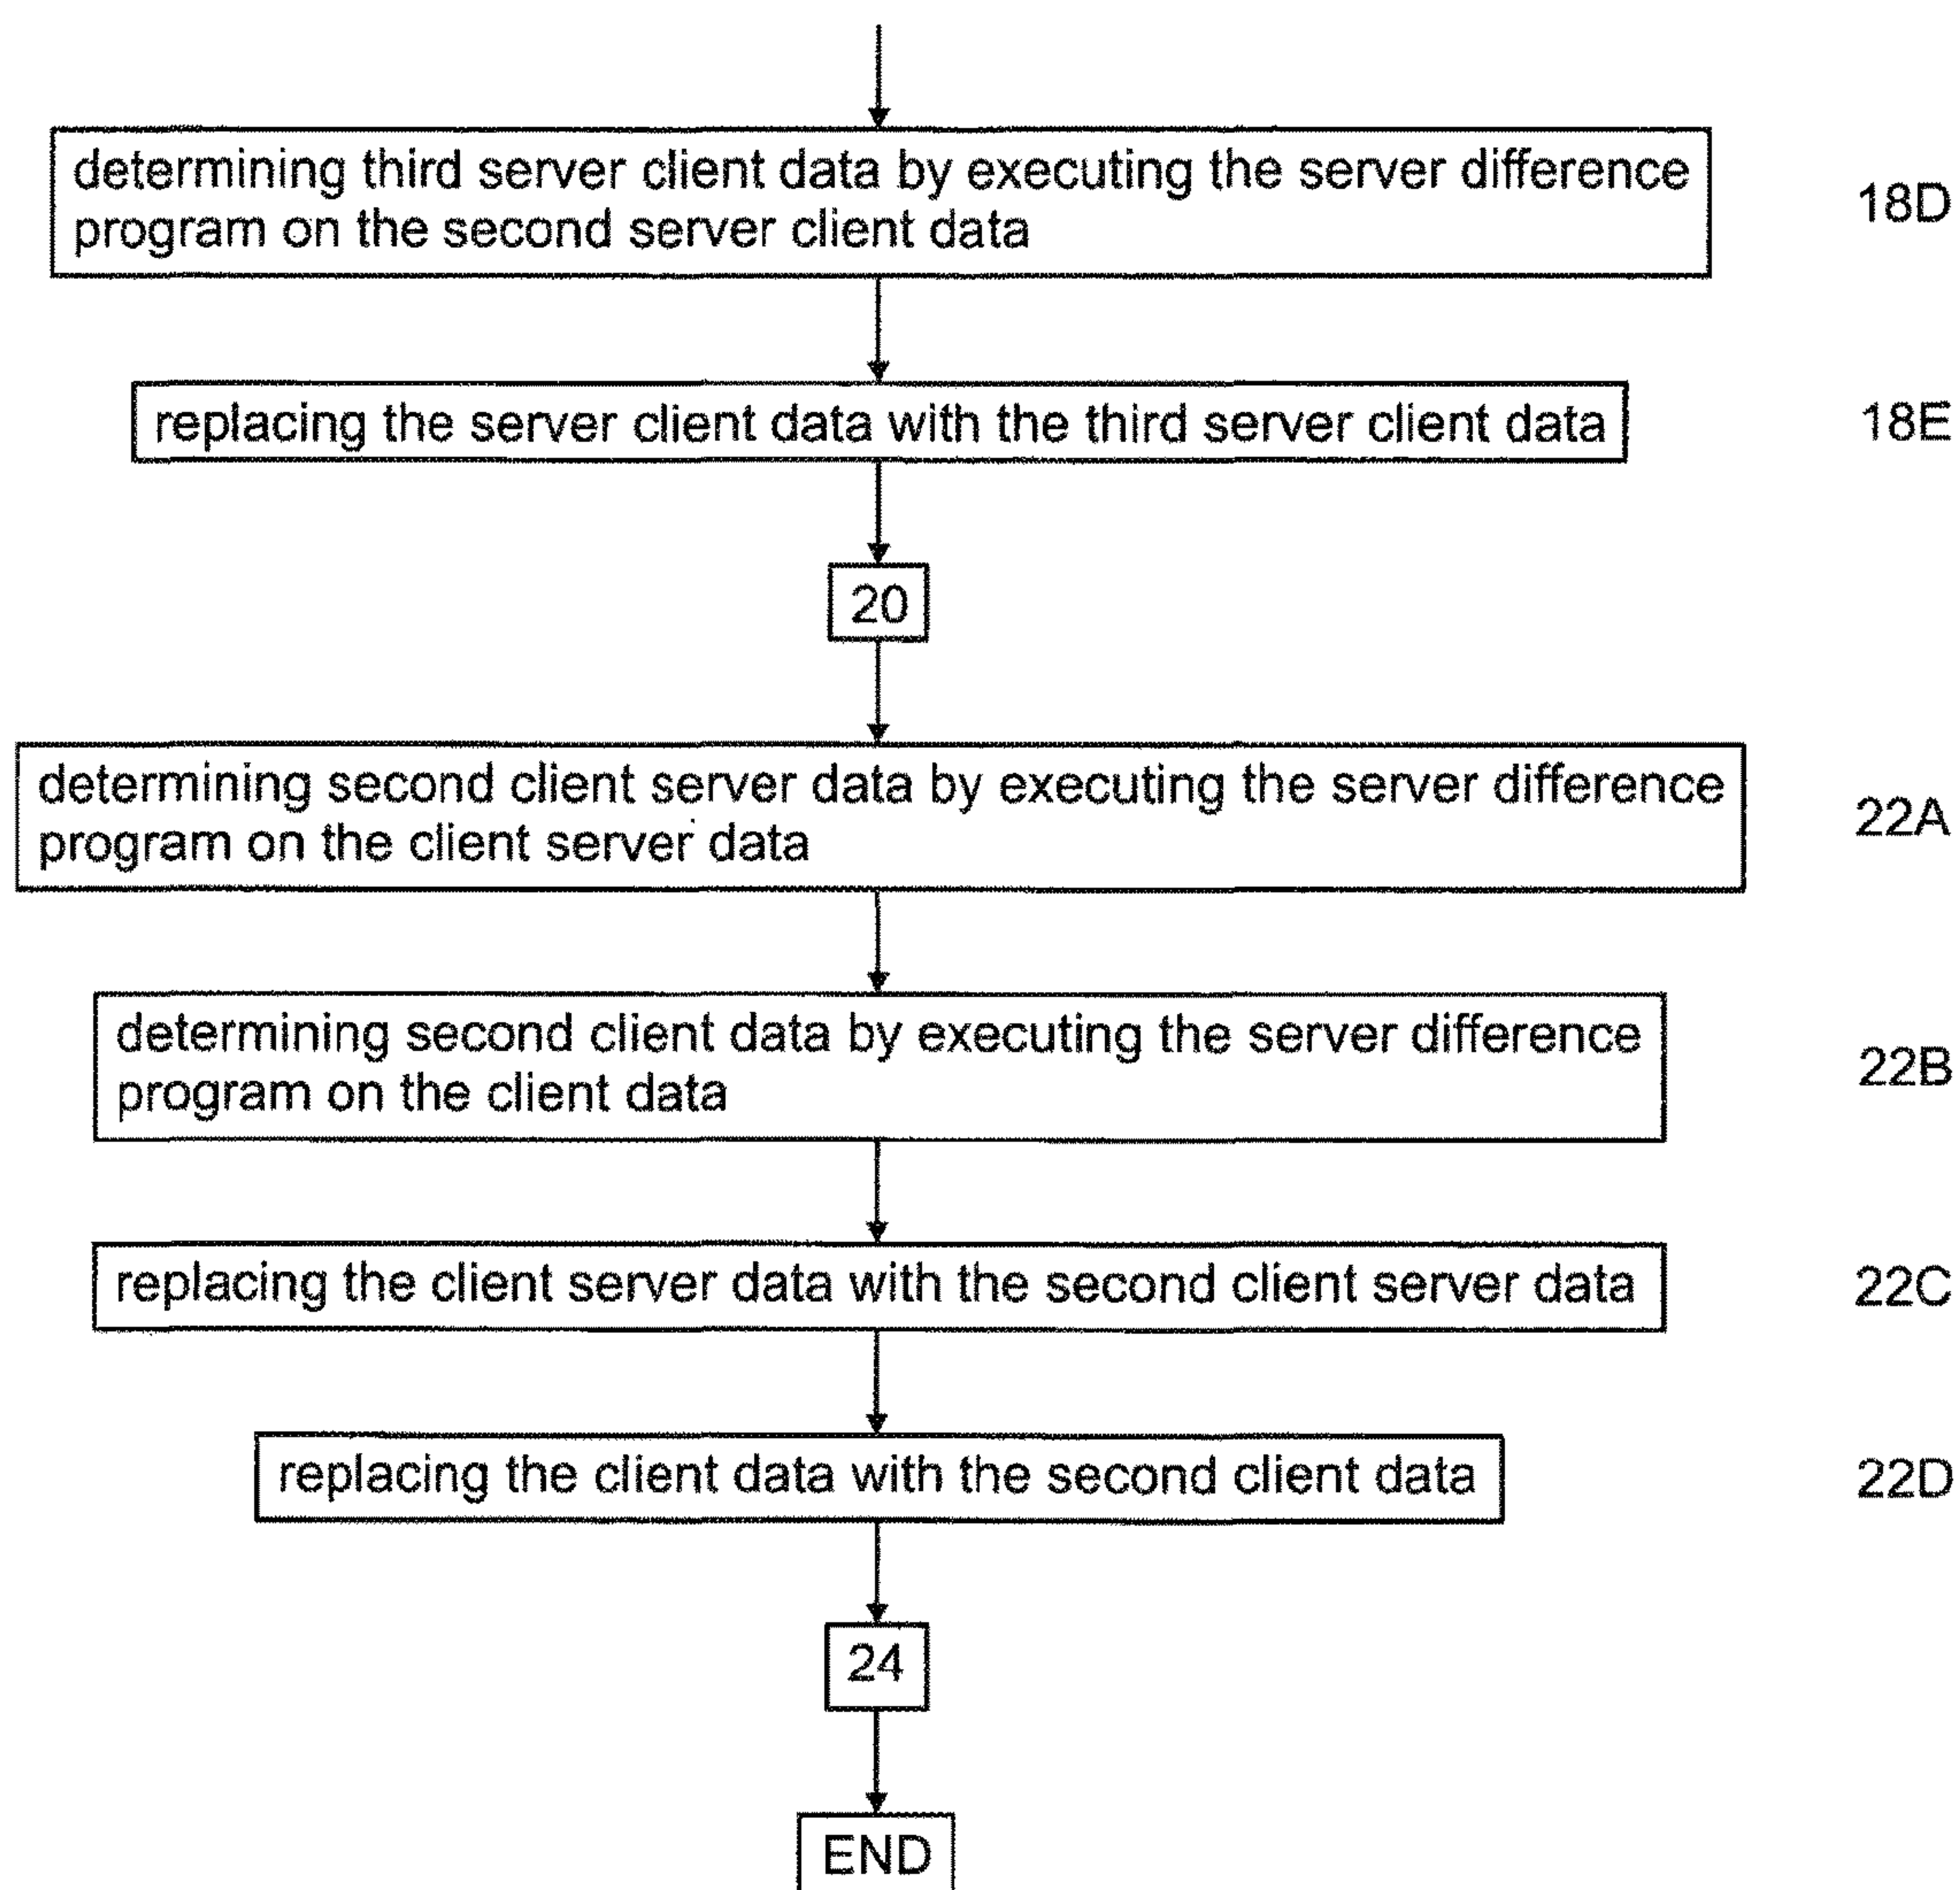 determining third server client data by executing the server difference
program on the second server client data
18D
replacing the server client data with the third server client data
18E
20
determining second client server data by executing the server difference
program on the client server data
22A
determining second client data by executing the server difference
program on the client data
22B
replacing the client server data with the second client server data
22C
replacing the client data with the second client data
22D
24
END